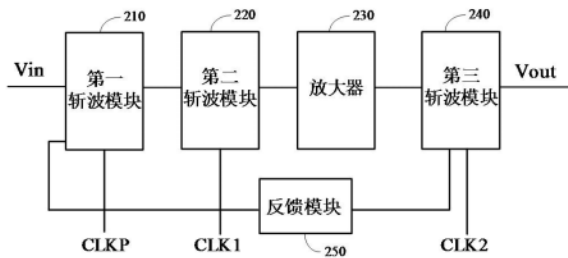 210
220
230
240
Vin
第一
斩波模块
第二
斩波模块
放大器
第三
斩波模块
Vout
反馈模块
CLKP
CLK1
250
CLK2